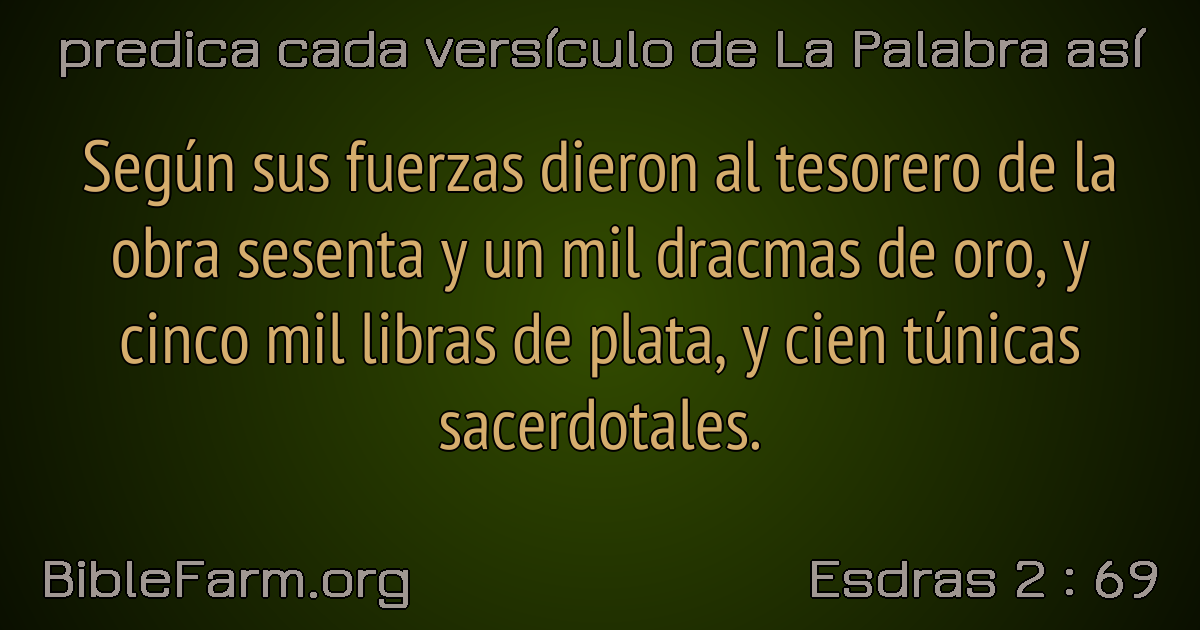 predica cada versículo de La Palabra así
Según sus fuerzas dieron al tesorero de la
obra sesenta y un mil dracmas de oro, y
cinco mil libras de plata, y cien túnicas
sacerdotales.
BibleFarm.org
Esdras 2 : 69